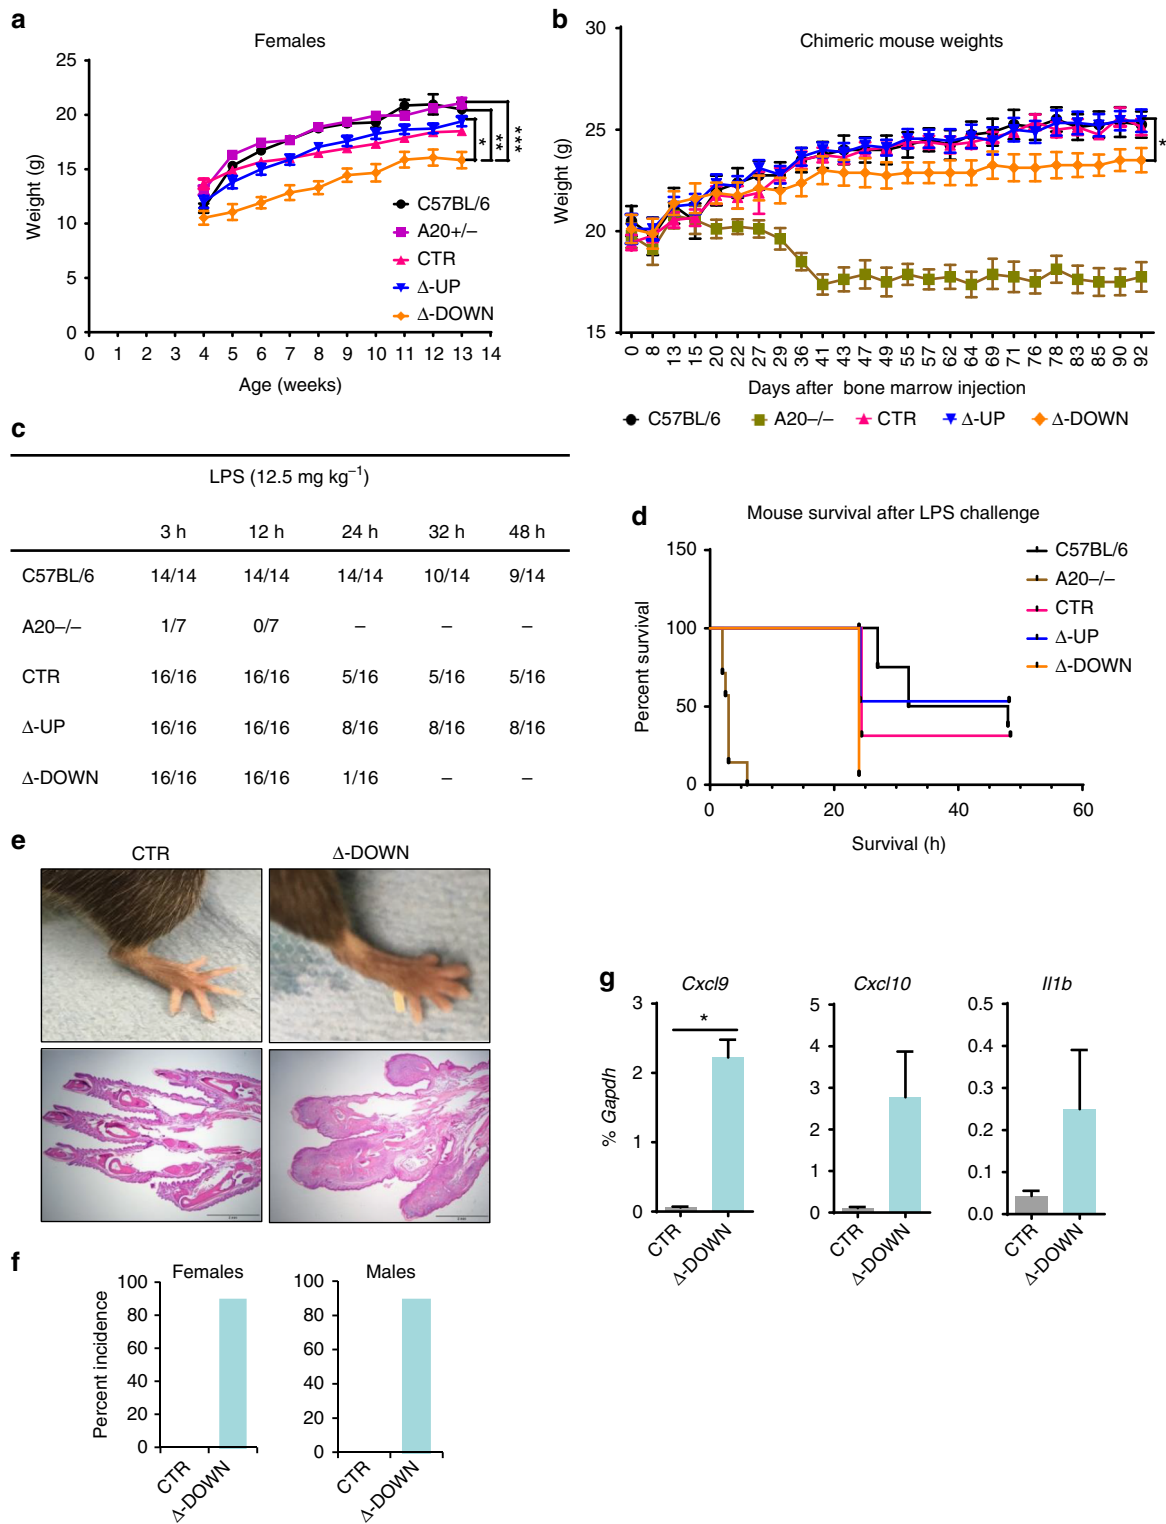 a
Females
25
20
15
10
5
0
Weight (g)
0 1 2 3 4 5 6 7 8 9 10 11 12 13 14
Age (weeks)
C57BL/6
A20+/–
CTR
Δ-UP
Δ-DOWN
*
**
***
b
Chimeric mouse weights
30
25
20
15
Weight (g)
*
0 8 13 15 20 22 27 29 36 41 43 47 49 55 57 62 64 69 71 76 78 83 85 90 92
Days after bone marrow injection
C57BL/6 A20–/– CTR Δ-UP Δ-DOWN
c
LPS (12.5 mg kg–1)
3 h 12 h 24 h 32 h 48 h
C57BL/6 14/14 14/14 14/14 10/14 9/14
A20–/– 1/7 0/7 – – –
CTR 16/16 16/16 5/16 5/16 5/16
Δ-UP 16/16 16/16 8/16 8/16 8/16
Δ-DOWN 16/16 16/16 1/16 – –
d
Mouse survival after LPS challenge
150
100
50
0
Percent survival
0 20 40 60
Survival (h)
C57BL/6
A20–/–
CTR
Δ-UP
Δ-DOWN
e
CTR Δ-DOWN
f
Females
100
80
60
40
20
0
Percent incidence
CTR
Δ-DOWN
Males
100
80
60
40
20
0
CTR
Δ-DOWN
g
Cxcl9
3
2
1
0
% Gapdh
*
CTR
Δ-DOWN
Cxcl10
5
4
3
2
1
0
CTR
Δ-DOWN
Il1b
0.5
0.4
0.3
0.2
0.1
0.0
CTR
Δ-DOWN